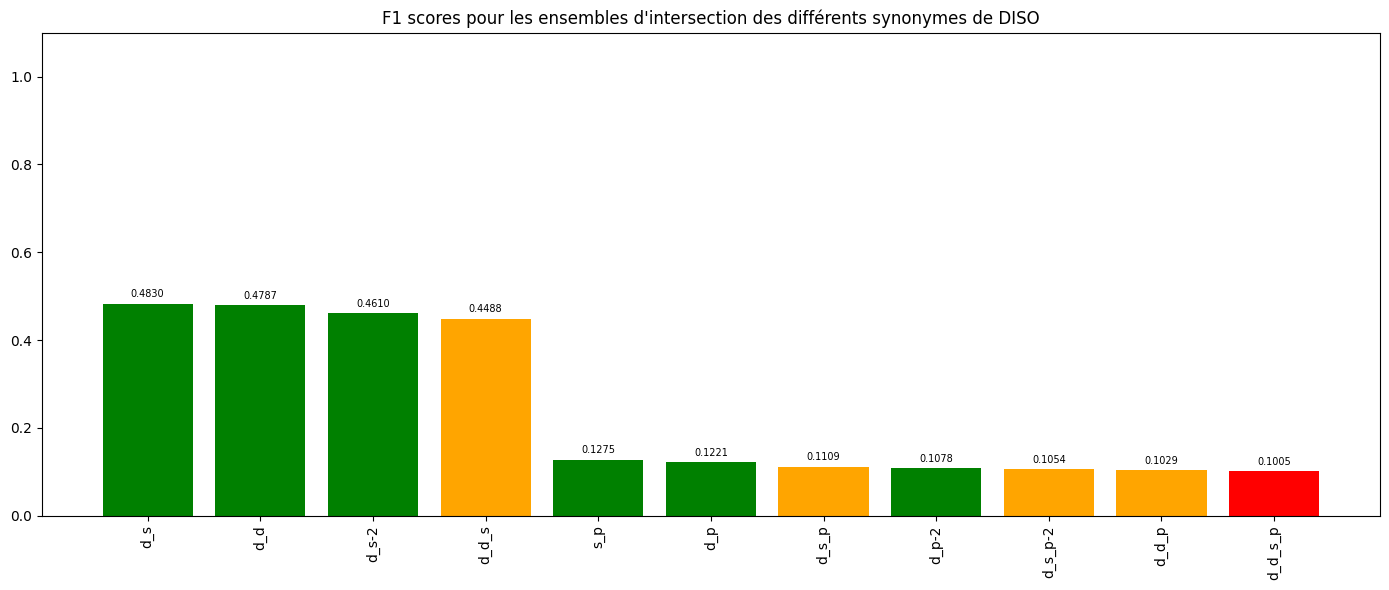 F1 scores pour les ensembles d'intersection des différents synonymes de DISO
1.0
0.8
0.6
0.4
0.2
0.0
0.4830
0.4787
0.4610
0.4488
0.1275
0.1221
0.1109
0.1078
0.1054
0.1029
0.1005
d_s
d_d
d_s-2
d_d_s
s_p
d_p
d_s_p
d_p-2
d_s_p-2
d_d_p
d_d_s_p